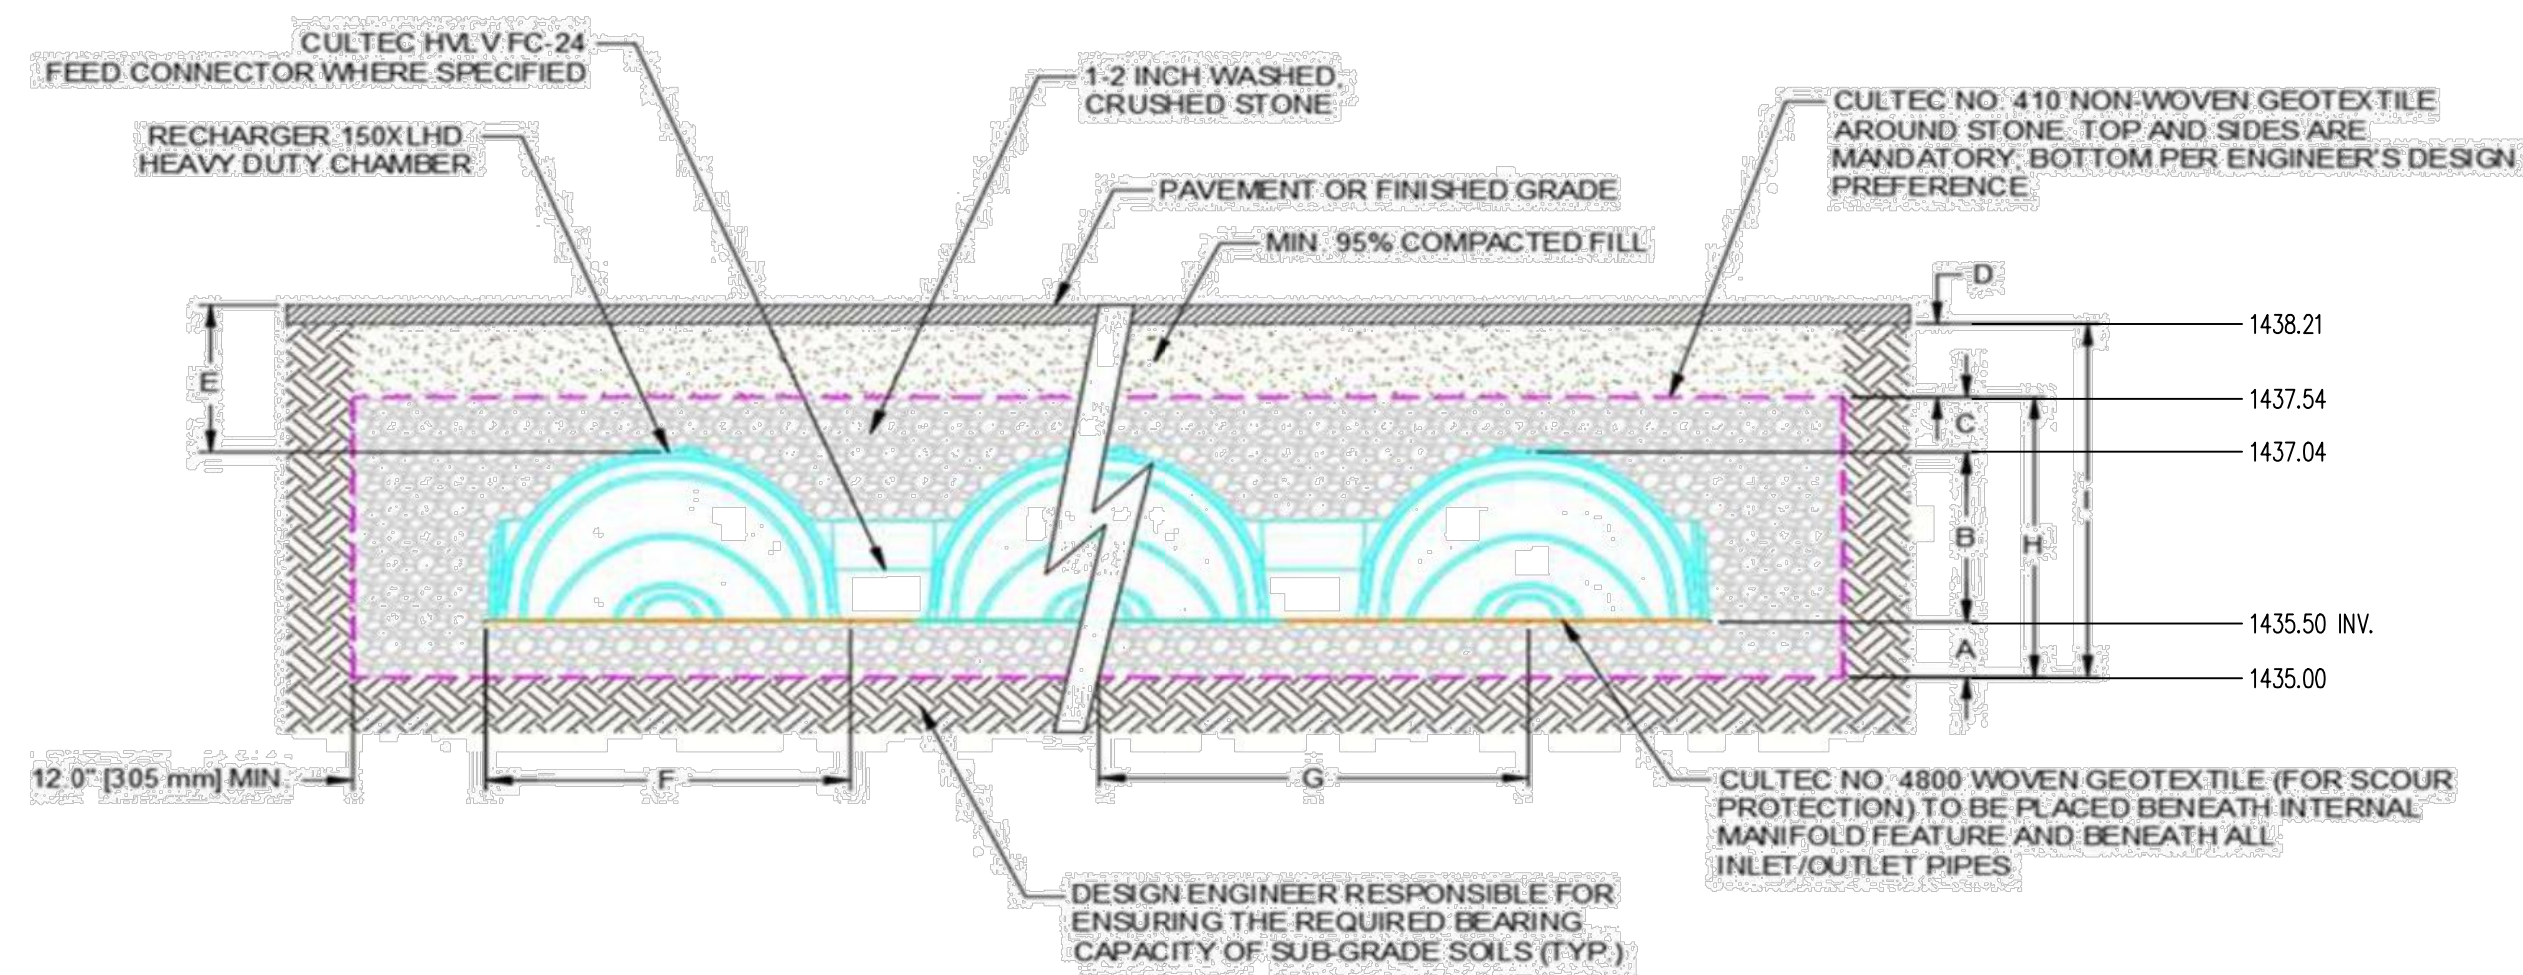 CULTEC HVLV FC-24
FEED CONNECTOR WHERE SPECIFIED
1-2 INCH WASHED,
CRUSHED STONE
CULTEC NO. 410 NON-WOVEN GEOTEXTILE
AROUND STONE. TOP AND SIDES ARE
MANDATORY, BOTTOM PER ENGINEER'S DESIGN
PREFERENCE
RECHARGER 150XLHD
HEAVY DUTY CHAMBER
PAVEMENT OR FINISHED GRADE
MIN. 95% COMPACTED FILL
D
1438.21
E
1437.54
C
1437.04
B
H
1435.50 INV.
A
1435.00
12.0" [305 mm] MIN.
F
G
CULTEC NO. 4800 WOVEN GEOTEXTILE (FOR SCOUR
PROTECTION) TO BE PLACED BENEATH INTERNAL
MANIFOLD FEATURE AND BENEATH ALL
INLET/OUTLET PIPES
DESIGN ENGINEER RESPONSIBLE FOR
ENSURING THE REQUIRED BEARING
CAPACITY OF SUB-GRADE SOILS (TYP.)